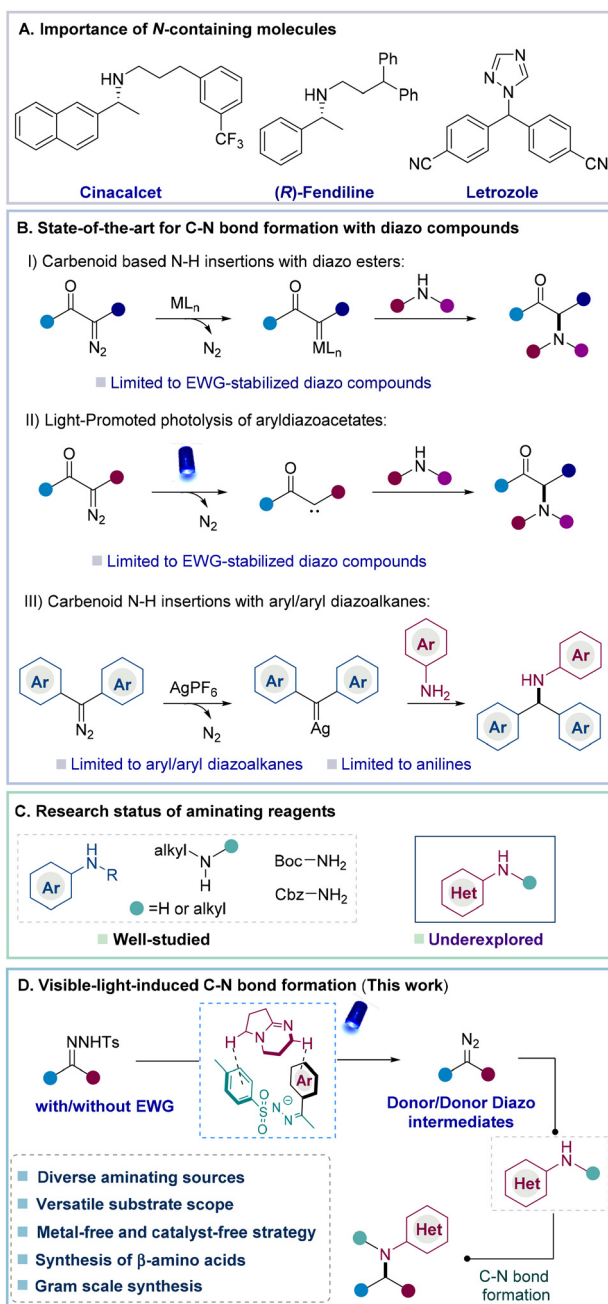 A. Importance of N-containing molecules
HN
CF3
Cinacalcet
Ph
HN
Ph
(R)-Fendiline
N
N
N
NC
CN
Letrozole
B. State-of-the-art for C-N bond formation with diazo compounds
I) Carbenoid based N-H insertions with diazo esters:
O
N2
MLn
N2
O
MLn
H
N
O
N
Limited to EWG-stabilized diazo compounds
II) Light-Promoted photolysis of aryldiazoacetates:
O
N2
N2
O
H
N
O
N
Limited to EWG-stabilized diazo compounds
III) Carbenoid N-H insertions with aryl/aryl diazoalkanes:
Ar
Ar
N2
AgPF6
N2
Ar
Ar
Ag
Ar
NH2
HN
Ar
Ar
Ar
Limited to aryl/aryl diazoalkanes
Limited to anilines
C. Research status of aminating reagents
Ar
H
N
R
alkyl
N
H
=H or alkyl
Boc-NH2
Cbz-NH2
Well-studied
Het
H
N
Underexplored
D. Visible-light-induced C-N bond formation (This work)
NNHTs
with/without EWG
H
N
N
H
Ar
S
O
O
N
N
N2
Donor/Donor Diazo
intermediates
Het
H
N
C-N bond
formation
Het
N
Diverse aminating sources
Versatile substrate scope
Metal-free and catalyst-free strategy
Synthesis of β-amino acids
Gram scale synthesis